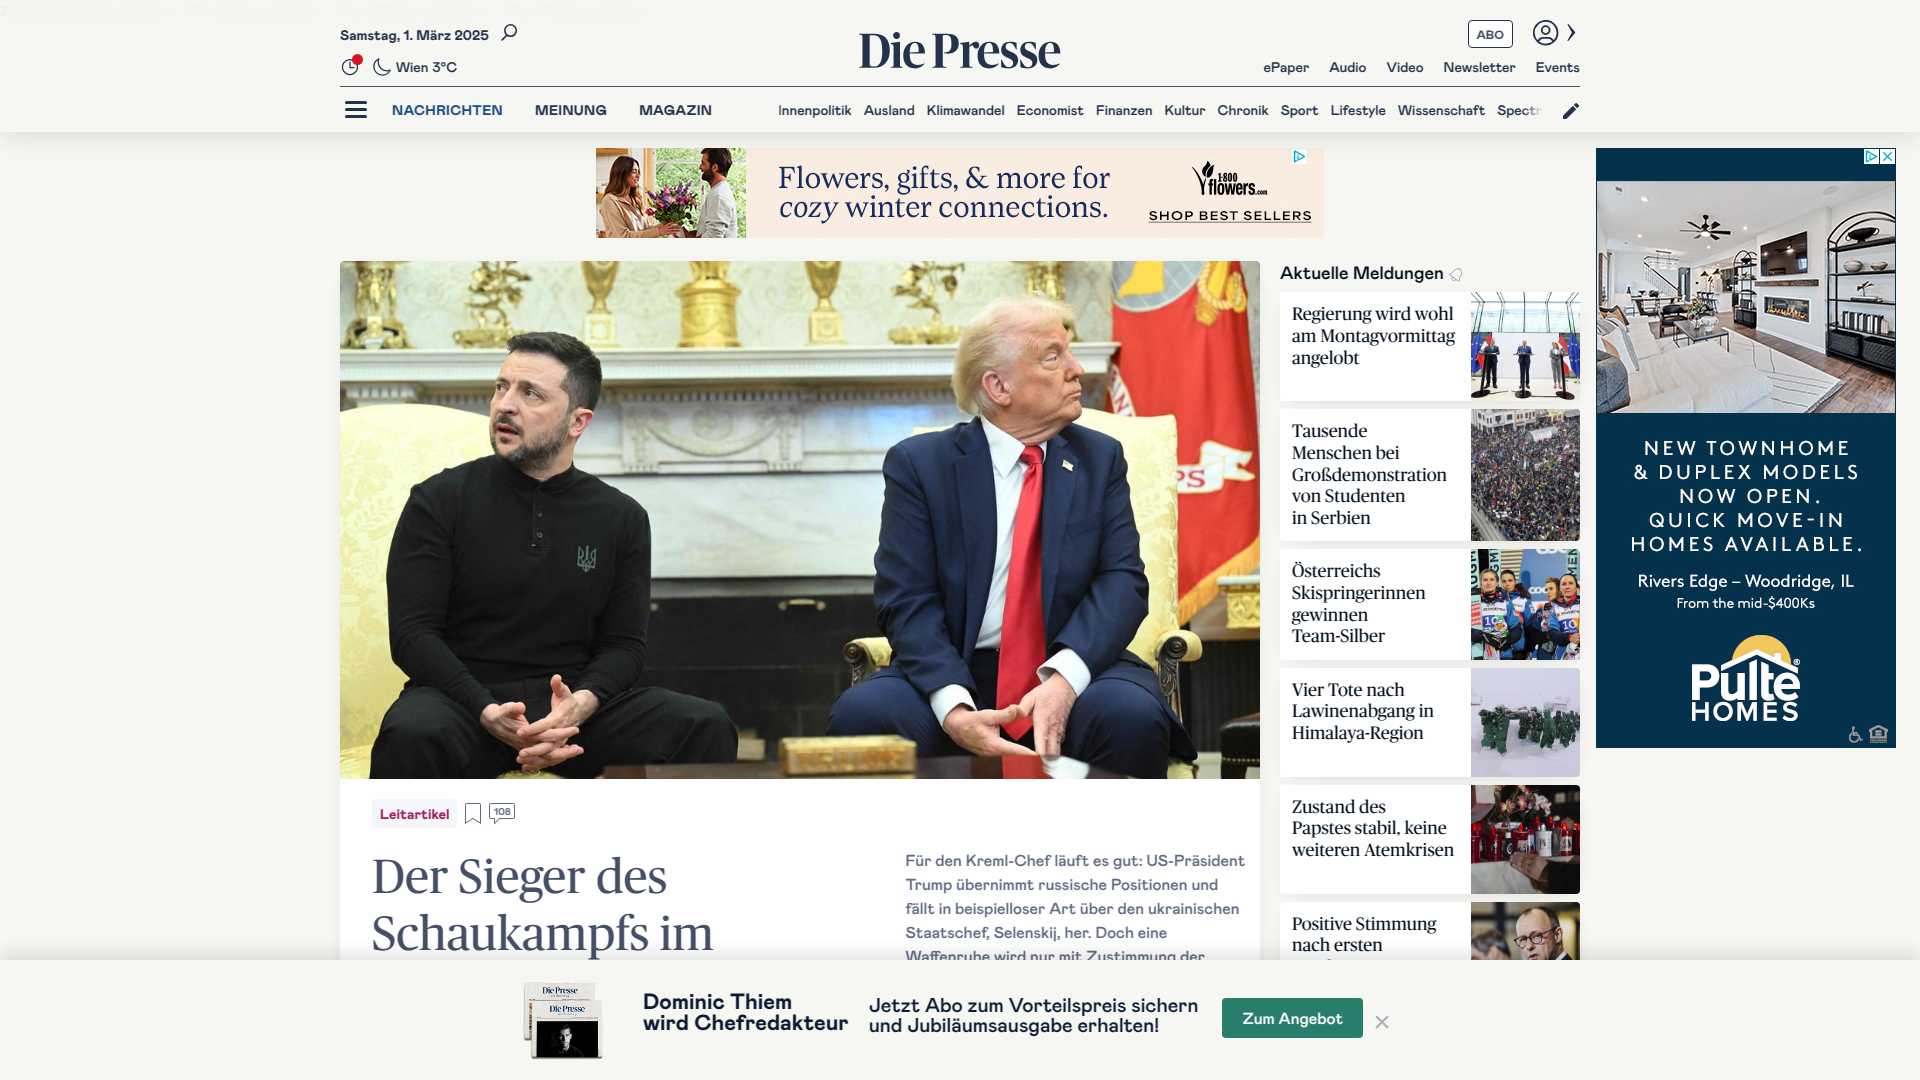 Samstag, 1. März 2025
Die Presse
ABO
Wien 3°C
ePaper Audio Video Newsletter Events
NACHRICHTEN MEINUNG MAGAZIN
Innenpolitik Ausland Klimawandel Economist Finanzen Kultur Chronik Sport Lifestyle Wissenschaft Spectr
Flowers, gifts, & more for
cozy winter connections.
1-800
flowers.com
SHOP BEST SELLERS
Leitartikel
108
Der Sieger des
Schaukampfs im
Für den Kreml-Chef läuft es gut: US-Präsident
Trump übernimmt russische Positionen und
fällt in beispielloser Art über den ukrainischen
Staatschef, Selenskij, her. Doch eine
Waffenruhe wird nur mit Zustimmung der
Aktuelle Meldungen
Regierung wird wohl
am Montagvormittag
angelobt
Tausende
Menschen bei
Großdemonstration
von Studenten
in Serbien
Österreichs
Skispringerinnen
gewinnen
Team-Silber
Vier Tote nach
Lawinenabgang in
Himalaya-Region
Zustand des
Papstes stabil, keine
weiteren Atemkrisen
Positive Stimmung
nach ersten
NEW TOWNHOME
& DUPLEX MODELS
NOW OPEN.
QUICK MOVE-IN
HOMES AVAILABLE.
Rivers Edge – Woodridge, IL
From the mid-$400Ks
Pulte
HOMES
Die Presse
Die Presse
Dominic Thiem
wird Chefredakteur
Jetzt Abo zum Vorteilspreis sichern
und Jubiläumsausgabe erhalten!
Zum Angebot